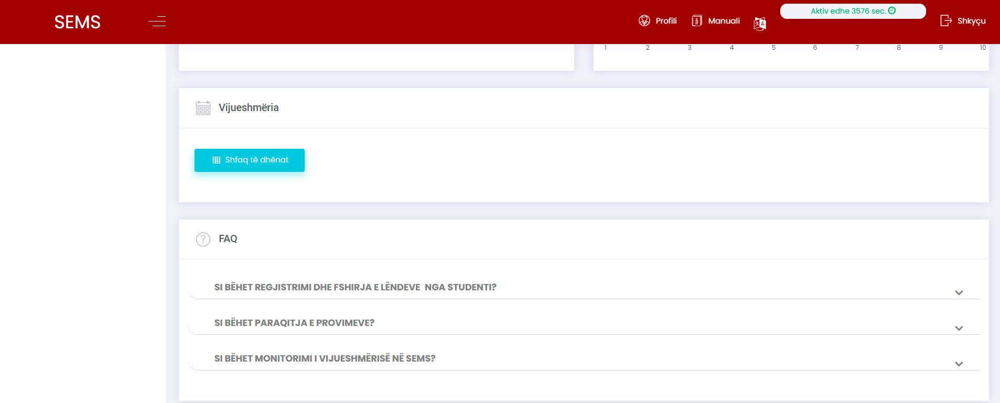 SEMS
Profili
Manuali
Aktiv edhe 3576 sec.
Shkyçu
1 2 3 4 5 6 7 8 9 10
Vijueshmëria
Shfaq të dhënat
FAQ
SI BËHET REGJISTRIMI DHE FSHIRJA E LËNDEVE  NGA STUDENTI?
SI BËHET PARAQITJA E PROVIMEVE?
SI BËHET MONITORIMI I VIJUESHMËRISË NË SEMS?